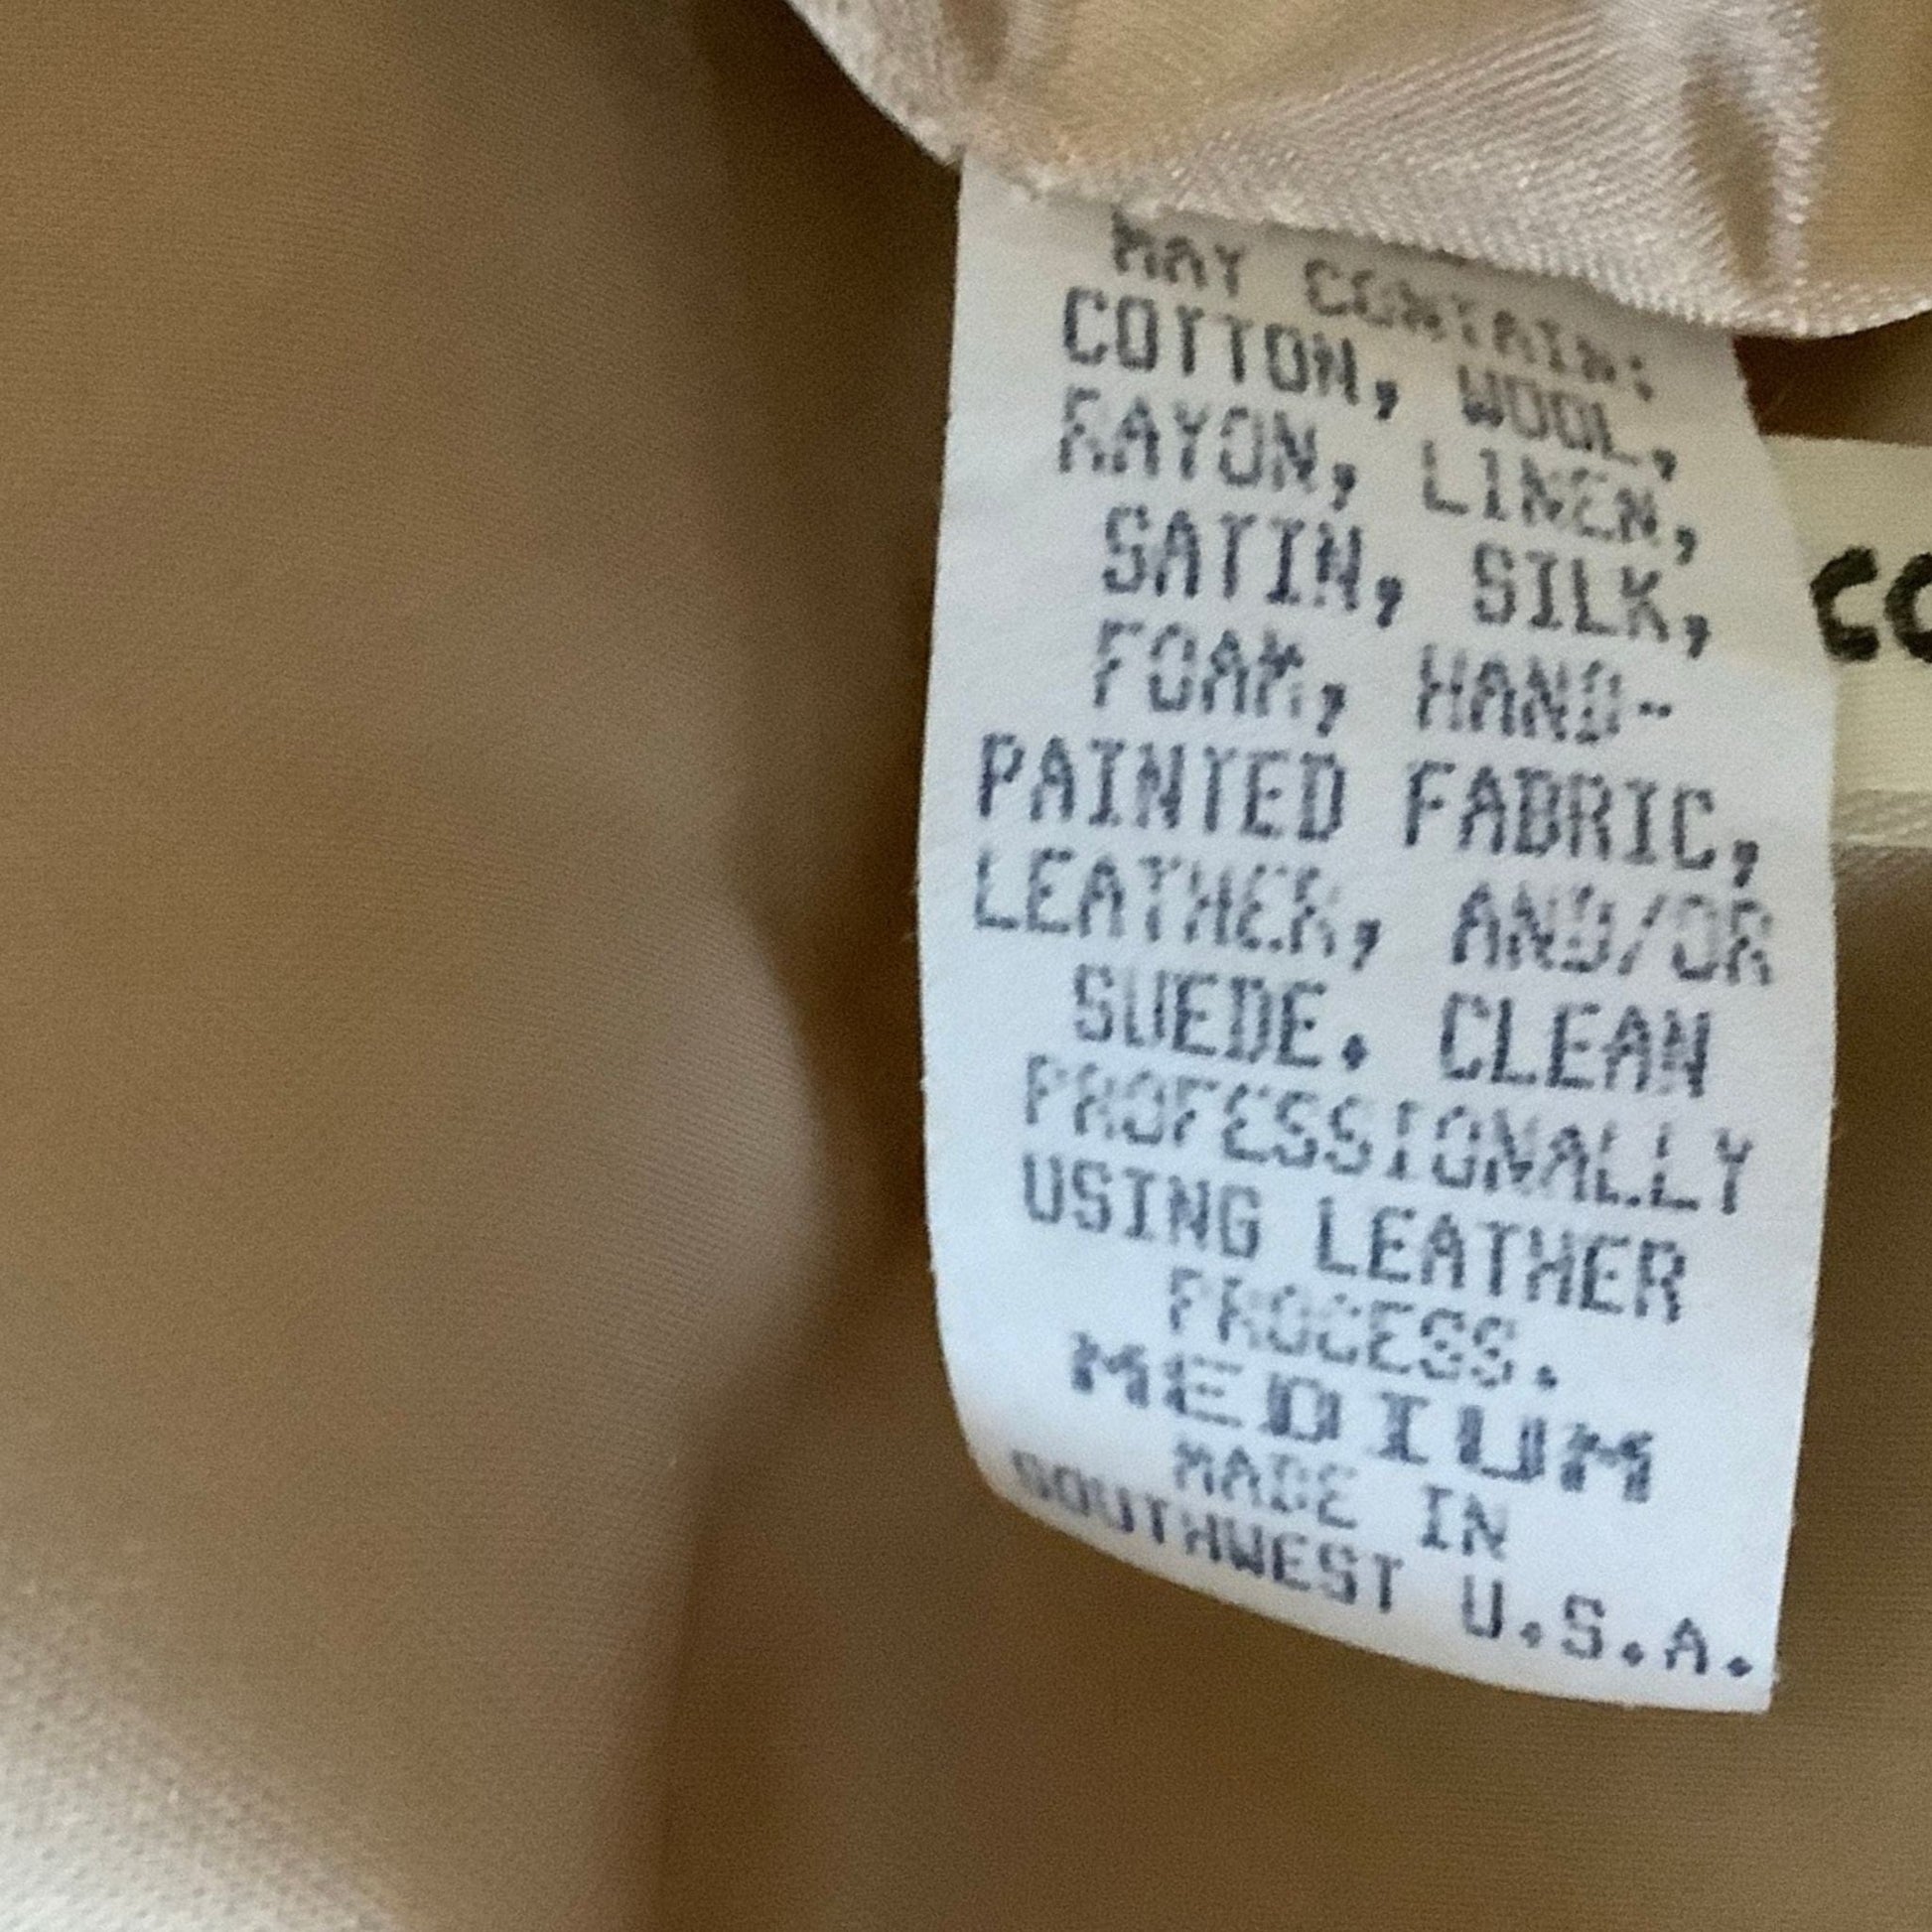 MAY CONTAIN:
COTTON, WOOL,
RAYON, LINEN,
SATIN, SILK,
FOAM, HAND-
PAINTED FABRIC,
LEATHER, AND/OR
SUEDE. CLEAN
PROFESSIONALLY
USING LEATHER
PROCESS.
MEDIUM
MADE IN
SOUTHWEST U.S.A.